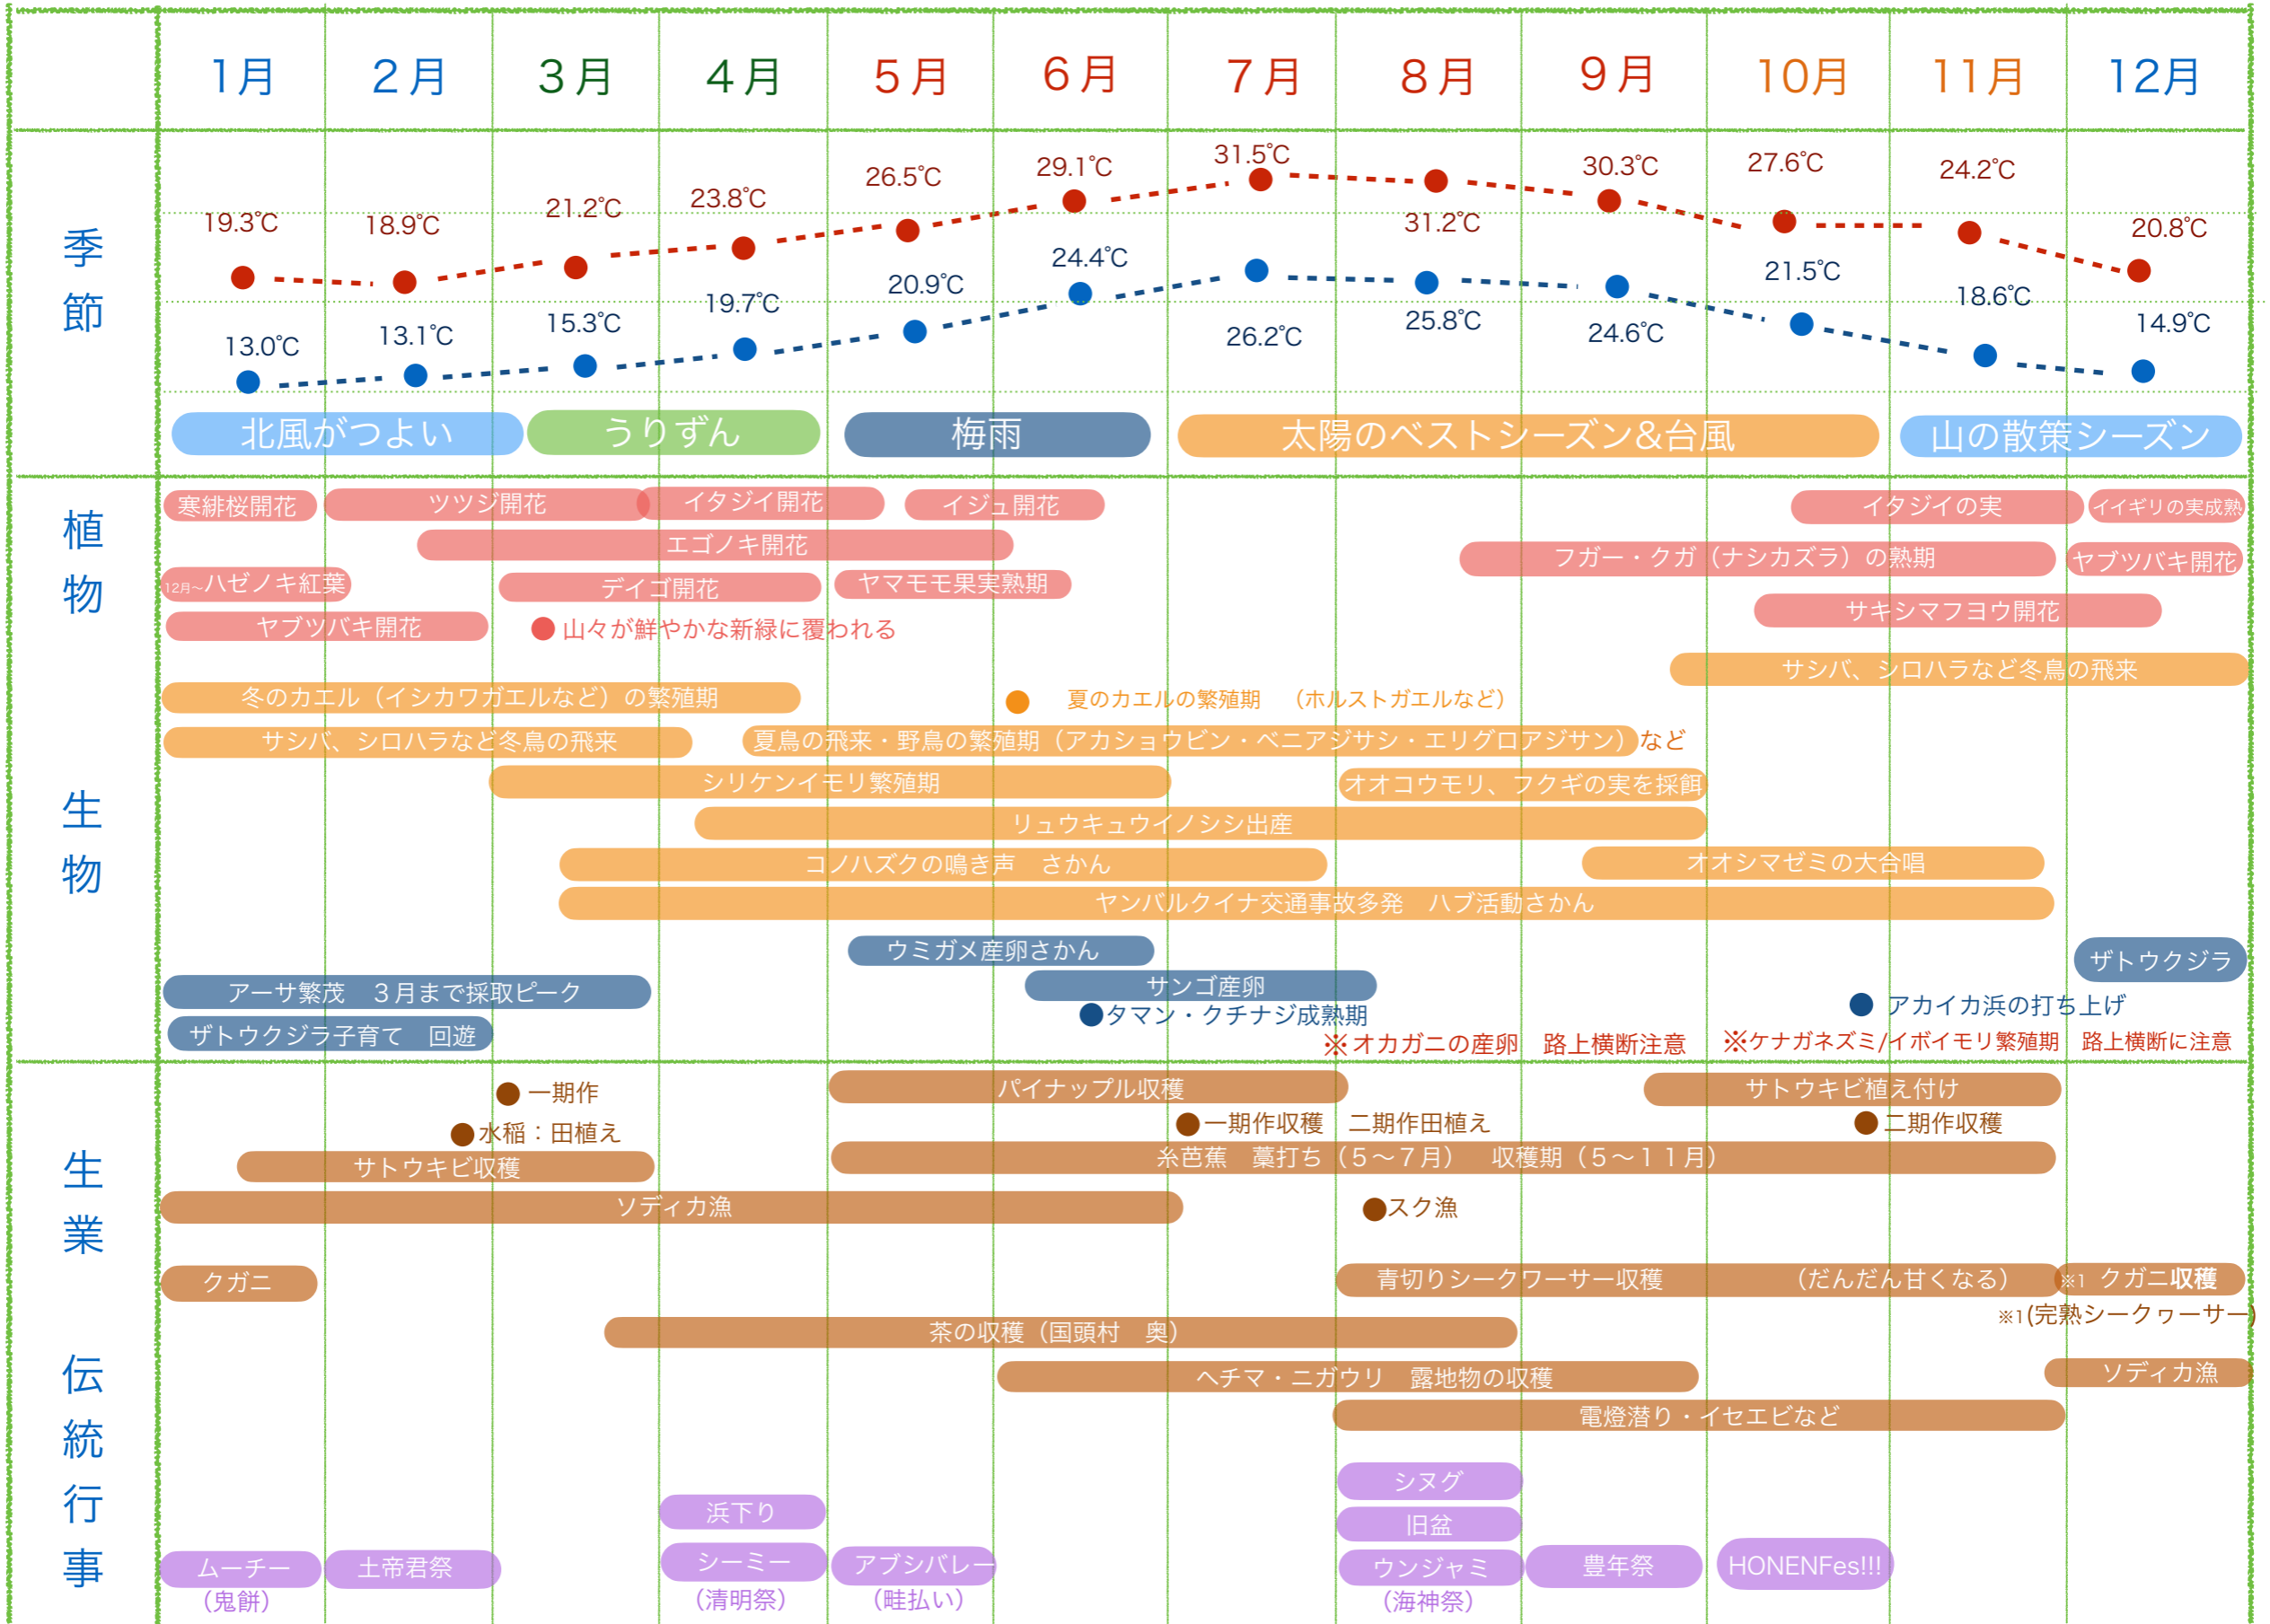 1月 2月 3月 4月 5月 6月 7月 8月 9月 10月 11月 12月
季節
19.3℃ 18.9℃ 21.2℃ 23.8℃ 26.5℃ 29.1℃ 31.5℃ 31.2℃ 30.3℃ 27.6℃ 24.2℃ 20.8℃
13.0℃ 13.1℃ 15.3℃ 19.7℃ 20.9℃ 24.4℃ 26.2℃ 25.8℃ 24.6℃ 21.5℃ 18.6℃ 14.9℃
北風がつよい うりずん 梅雨 太陽のベストシーズン&台風 山の散策シーズン
植物
寒緋桜開花 ツツジ開花 イタジイ開花 イジュ開花 イタジイの実 イイギリの実成熟
エゴノキ開花 フガー・クガ（ナシカズラ）の熟期 ヤブツバキ開花
12月〜ハゼノキ紅葉 デイゴ開花 ヤマモモ果実熟期
ヤブツバキ開花 ●山々が鮮やかな新緑に覆われる サキシマフヨウ開花
生物
サシバ、シロハラなど冬鳥の飛来
冬のカエル（イシカワガエルなど）の繁殖期 ● 夏のカエルの繁殖期　（ホルストガエルなど）
サシバ、シロハラなど冬鳥の飛来 夏鳥の飛来・野鳥の繁殖期（アカショウビン・ベニアジサシ・エリグロアジサン）など
シリケンイモリ繁殖期 オオコウモリ、フクギの実を採餌
リュウキュウイノシシ出産
コノハズクの鳴き声　さかん オオシマゼミの大合唱
ヤンバルクイナ交通事故多発　ハブ活動さかん
ウミガメ産卵さかん ザトウクジラ
アーサ繁茂　３月まで採取ピーク サンゴ産卵
●タマン・クチナジ成熟期 ●アカイカ浜の打ち上げ
ザトウクジラ子育て　回遊 ※オカガニの産卵　路上横断注意 ※ケナガネズミ/イボイモリ繁殖期　路上横断に注意
生業
●一期作 パイナップル収穫 サトウキビ植え付け
●水稲：田植え ●一期作収穫　二期作田植え ●二期作収穫
サトウキビ収穫 糸芭蕉　藁打ち（５〜７月）　収穫期（５〜１１月）
ソディカ漁 ●スク漁
クガニ 青切りシークワーサー収穫 （だんだん甘くなる） ※1 クガニ収穫
※1(完熟シークヮーサー)
茶の収穫（国頭村　奥）
ヘチマ・ニガウリ　露地物の収穫 ソディカ漁
電燈潜り・イセエビなど
伝統行事
シヌグ
浜下り 旧盆
ムーチー 土帝君祭 シーミー アブシバレー ウンジャミ 豊年祭 HONENFes!!!
（鬼餅） （清明祭） （畦払い） （海神祭）